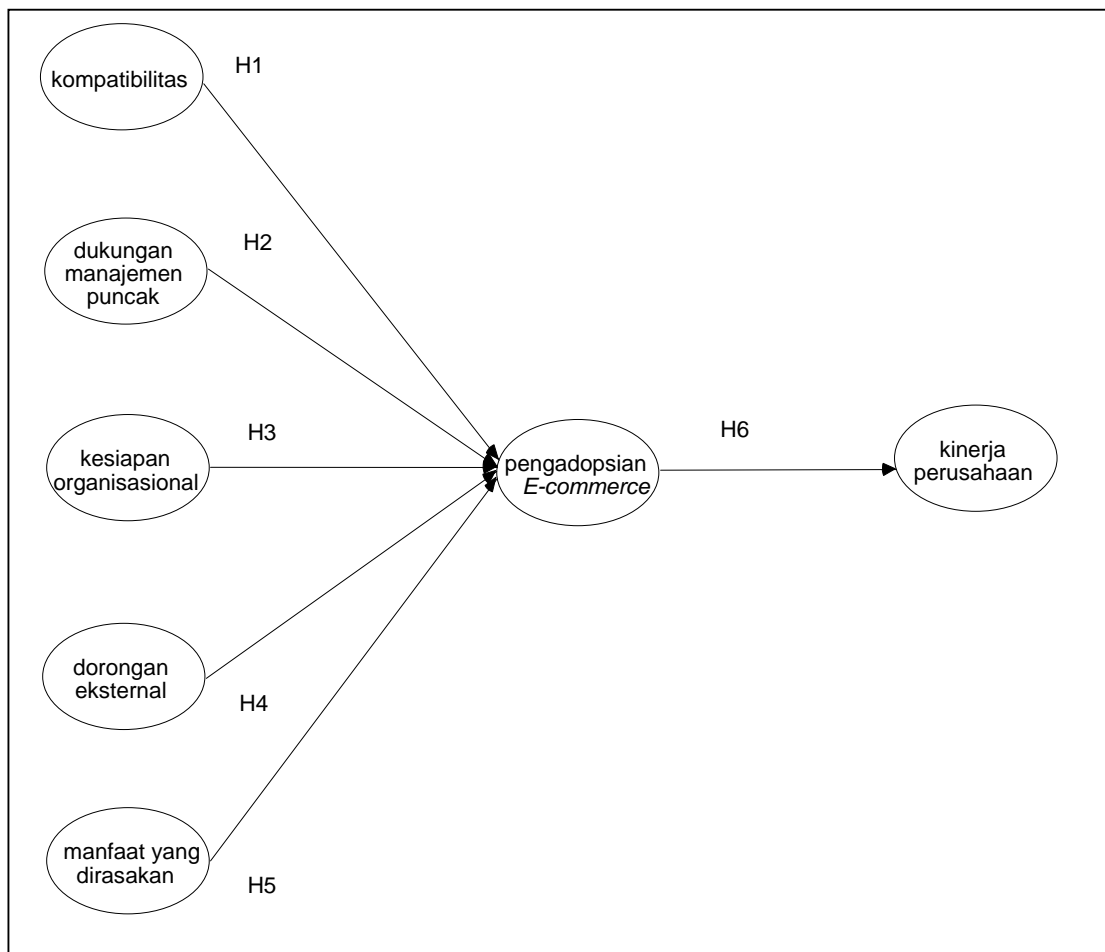 kompatibilitas
H1
dukungan
manajemen
puncak
H2
kesiapan
organisasional
H3
pengadopsian
E-commerce
H6
kinerja
perusahaan
dorongan
eksternal
H4
manfaat yang
dirasakan
H5